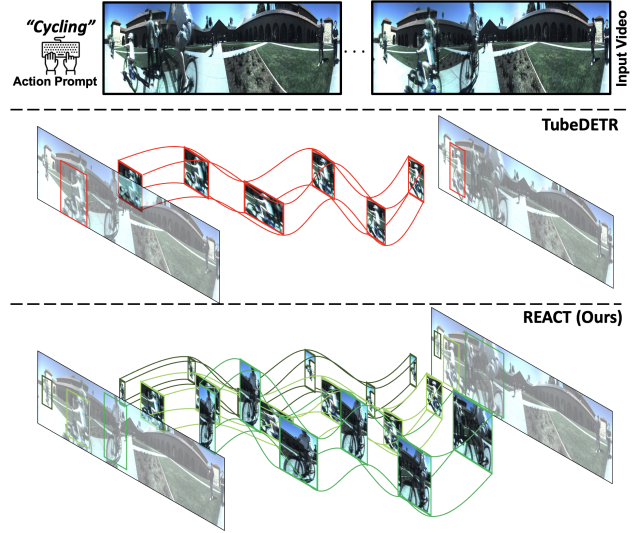 "Cycling"
Action Prompt
...
Input Video
TubeDETR
REACT (Ours)